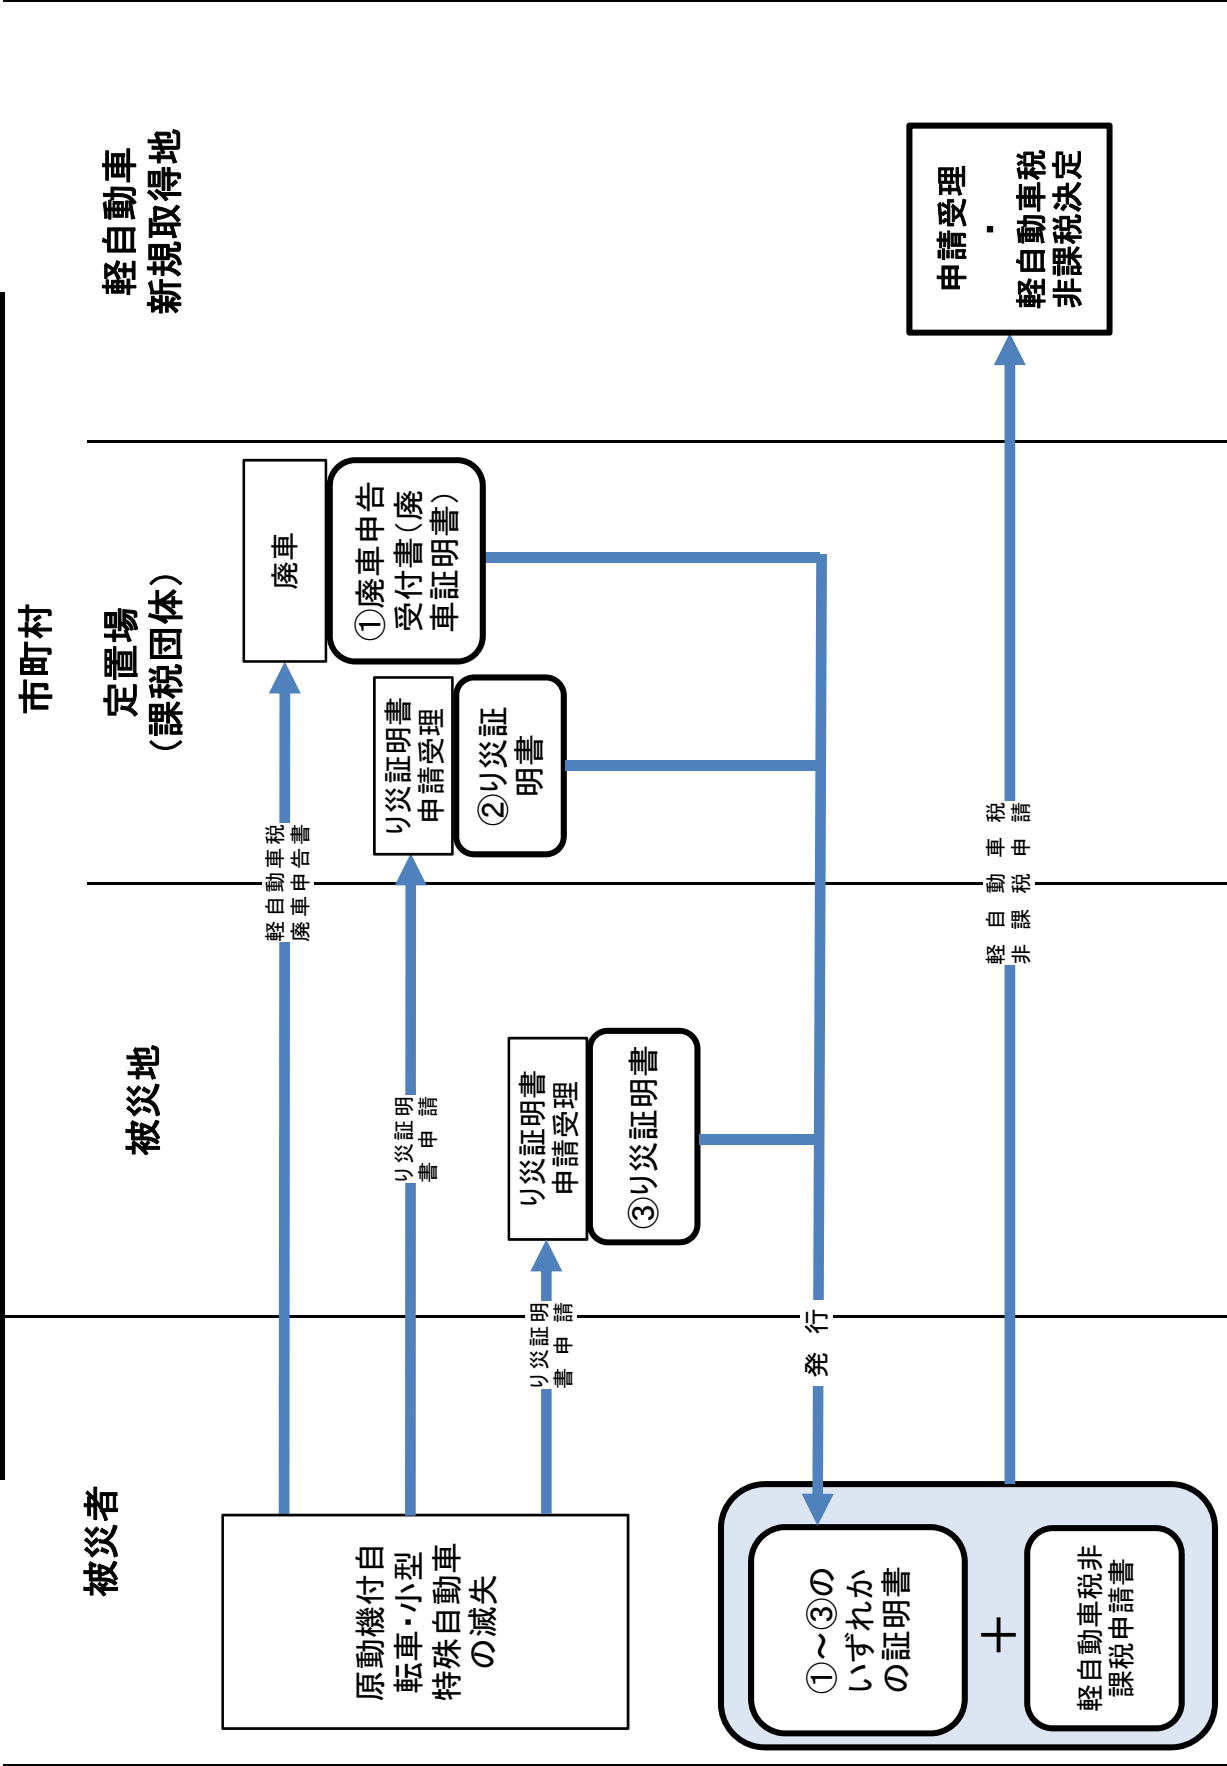 市町村
被災者
被災地
定置場
（課税団体）
軽自動車
新規取得地
原動機付自
転車・小型
特殊自動車
の滅失
軽自動車税
廃車申告書
廃車
①廃車申告
受付書（廃
車証明書）
り災証明
書申請
り災証明書
申請受理
②り災証
明書
り災証明
書申請
り災証明書
申請受理
③り災証明書
発行
①～③の
いずれか
の証明書
＋
軽自動車税非
課税申請書
軽自動車税
非課税申請
申請受理
・
軽自動車税
非課税決定